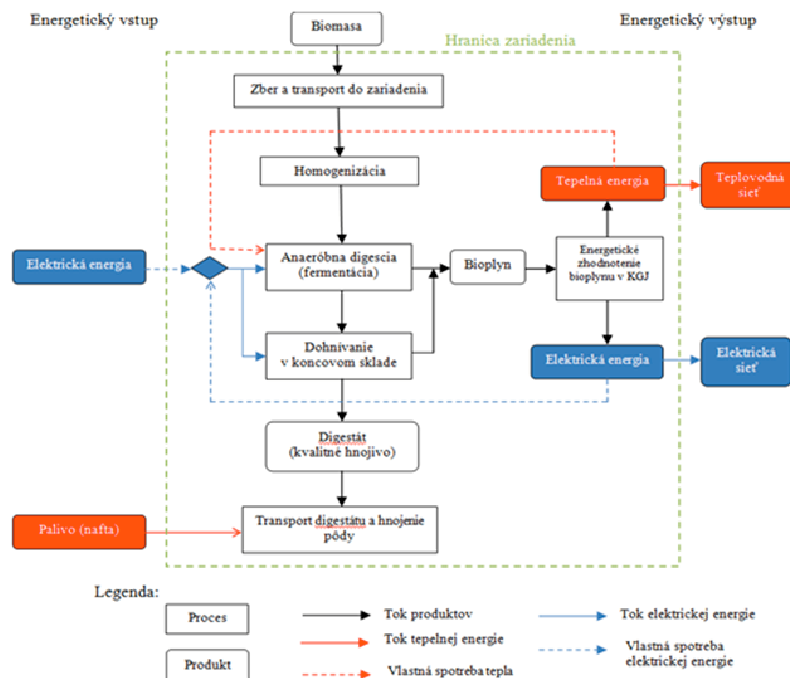 Energetický vstup
Biomasa
Energetický výstup
Hranica zariadenia
Zber a transport do zariadenia
Homogenizácia
Tepelná energia
Teplovodná
sieť
Elektrická energia
Anaeróbna digescia
(fermentácia)
Bioplyn
Energetické
zhodnotenie
bioplynu v KGJ
Dohnívanie
v koncovom sklade
Elektrická energia
Elektrická
sieť
Digestát
(kvalitné hnojivo)
Palivo (nafta)
Transport digestátu a hnojenie
pôdy
Legenda:
Proces
Tok produktov
Tok elektrickej energie
Tok tepelnej energie
Produkt
Vlastná spotreba tepla
Vlastná spotreba
elektrickej energie